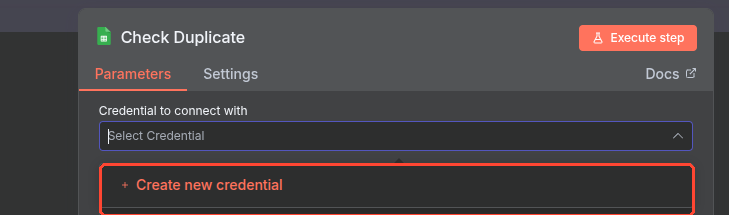 Check Duplicate
Execute step
Parameters
Settings
Docs
Credential to connect with
Select Credential
+ Create new credential